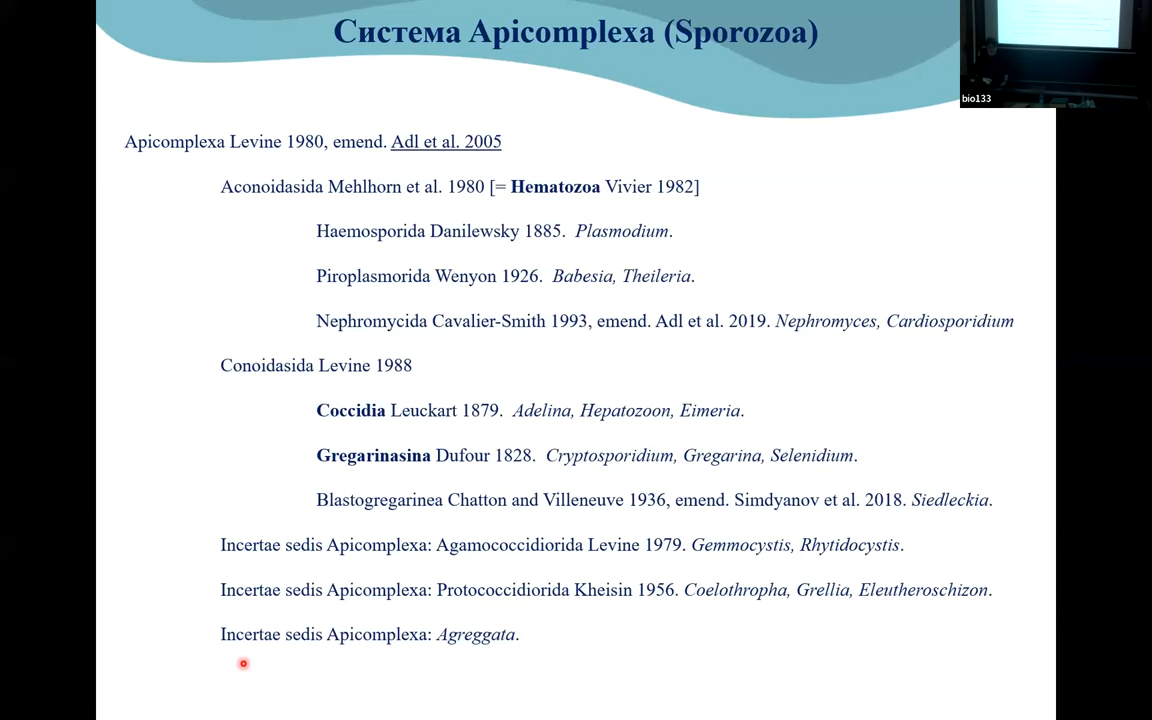 Система Apicomplexa (Sporozoa)
bio133
Apicomplexa Levine 1980, emend. Adl et al. 2005
Aconoidasida Mehlhorn et al. 1980 [= Hematozoa Vivier 1982]
Haemosporida Danilewsky 1885. Plasmodium.
Piroplasmorida Wenyon 1926. Babesia, Theileria.
Nephromycida Cavalier-Smith 1993, emend. Adl et al. 2019. Nephromyces, Cardiosporidium
Conoidasida Levine 1988
Coccidia Leuckart 1879. Adelina, Hepatozoon, Eimeria.
Gregarinasina Dufour 1828. Cryptosporidium, Gregarina, Selenidium.
Blastogregarinea Chatton and Villeneuve 1936, emend. Simdyanov et al. 2018. Siedleckia.
Incertae sedis Apicomplexa: Agamococcidiorida Levine 1979. Gemmocystis, Rhytidocystis.
Incertae sedis Apicomplexa: Protococcidiorida Kheisin 1956. Coelothropha, Grellia, Eleutheroschizon.
Incertae sedis Apicomplexa: Agreggata.